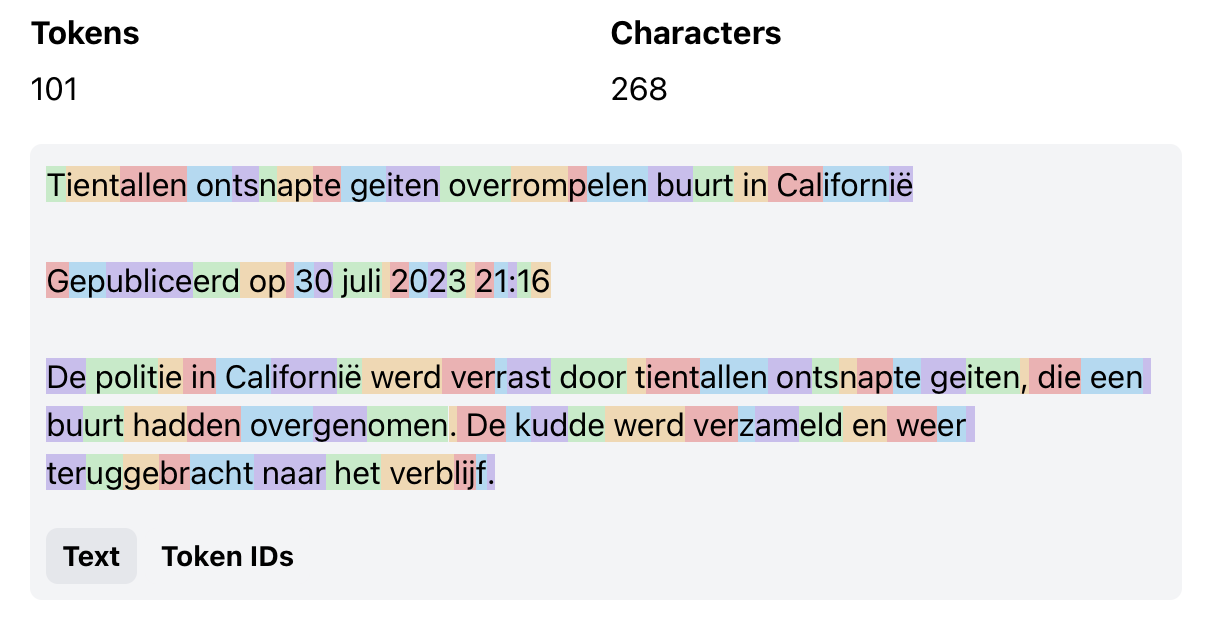 Tokens
Characters
101
268
Tientallen ontsnapte geiten overrompelen buurt in Californië
Gepubliceerd op 30 juli 2023 21:16
De politie in Californië werd verrast door tientallen ontsnapte geiten, die een
buurt hadden overgenomen. De kudde werd verzameld en weer
teruggebracht naar het verblijf.
Text
Token IDs